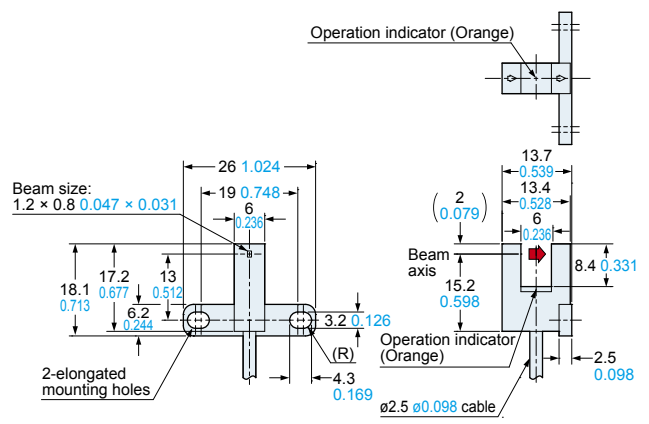 Operation indicator (Orange)
26 1.024
19 0.748
6
0.236
Beam size:
1.2 × 0.8 0.047 × 0.031
18.1
0.713
17.2
0.677
13
0.512
6.2
0.244
3.2 0.126
(R)
4.3
0.169
2-elongated
mounting holes
13.7
0.539
13.4
0.528
6
0.236
( 2
0.079 )
Beam
axis
15.2
0.598
8.4 0.331
Operation indicator
(Orange)
2.5
0.098
ø2.5 ø0.098 cable